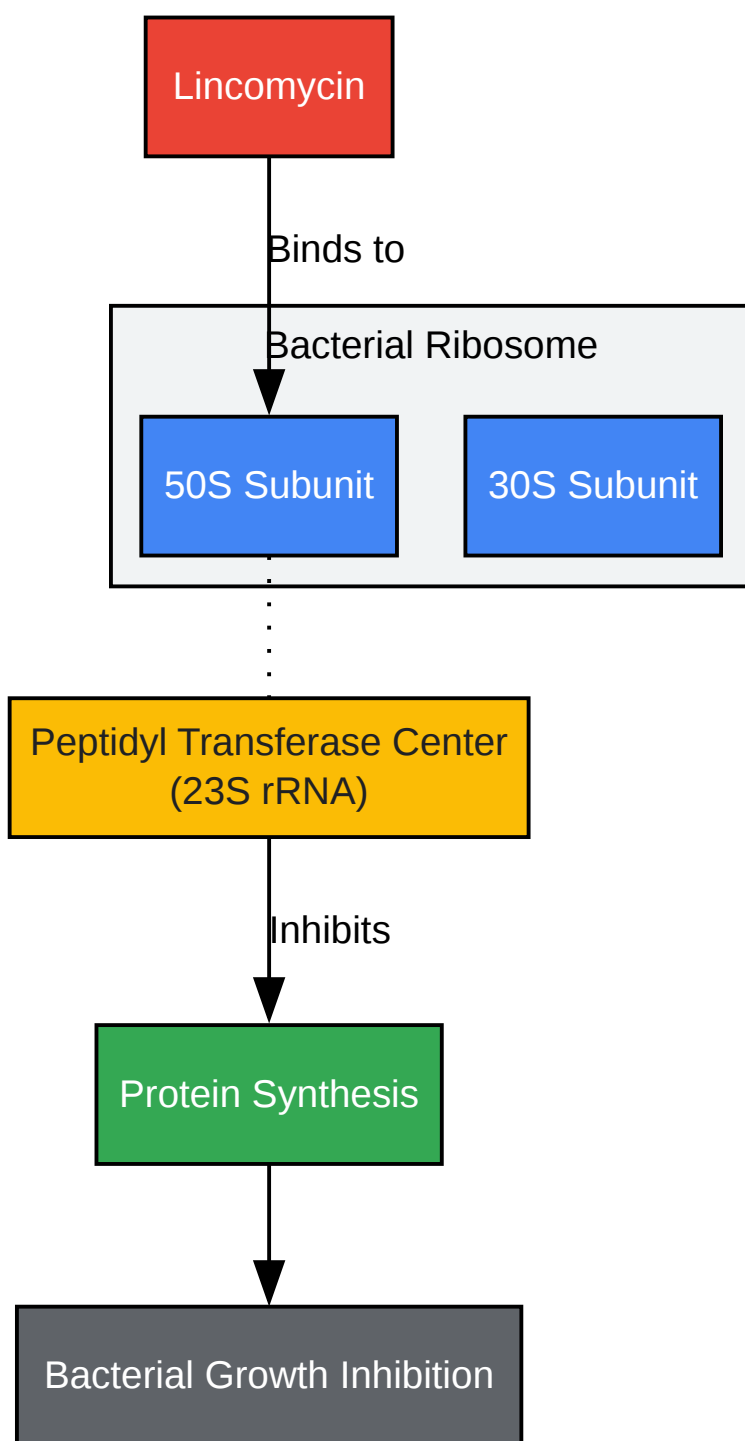 Lincomycin
Binds to
Bacterial Ribosome
50S Subunit
30S Subunit
Peptidyl Transferase Center
(23S rRNA)
Inhibits
Protein Synthesis
Bacterial Growth Inhibition